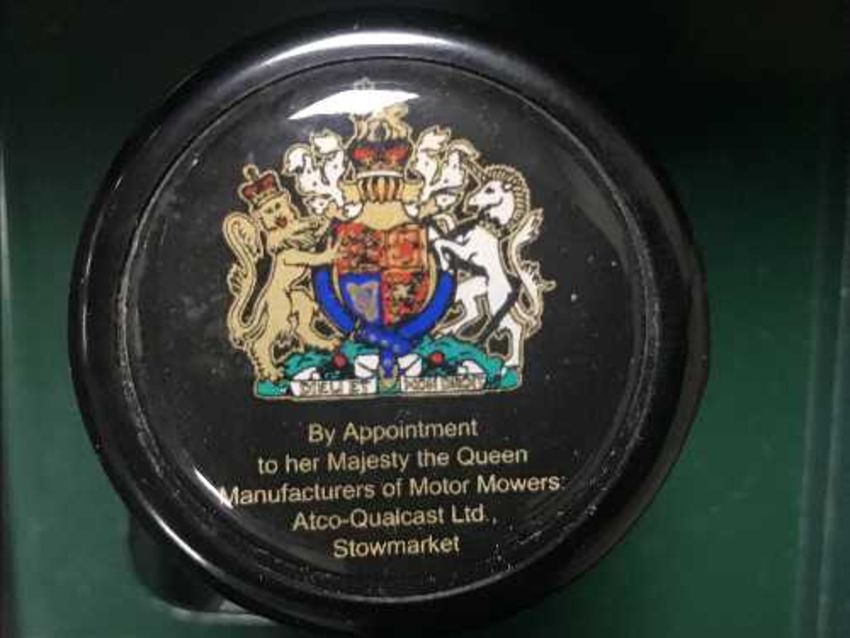 DIEU ET MON DROIT
By Appointment
to her Majesty the Queen
Manufacturers of Motor Mowers:
Atco-Qualcast Ltd.,
Stowmarket